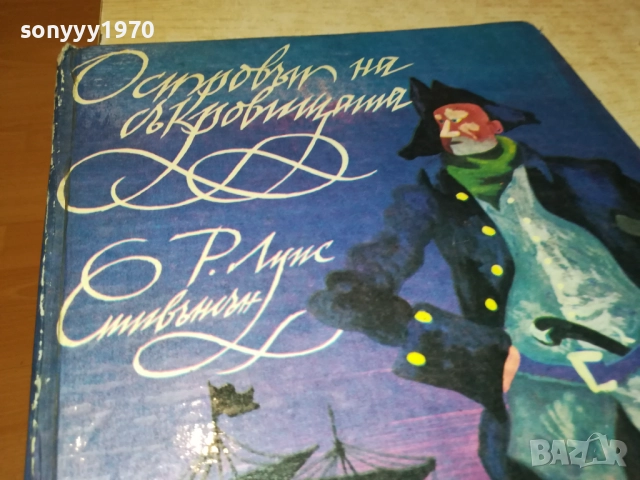 sonyyy1970
Островът на
съкровищата
Р. Луис
Стивънсън
BAZAR